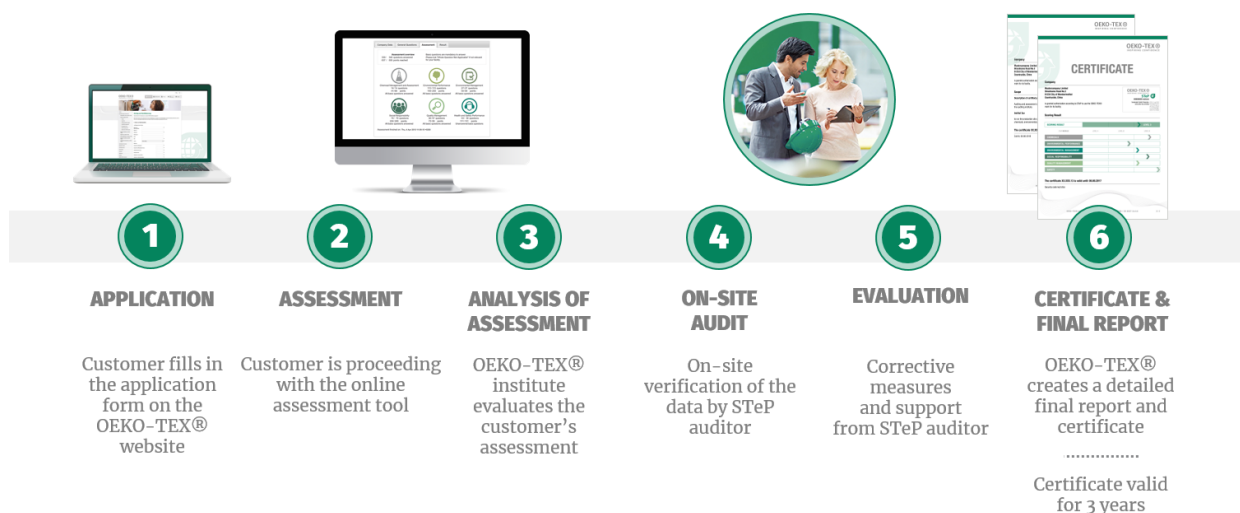 OEKO-TEX®
CERTIFICATE
1
2
3
4
5
6
APPLICATION
Customer fills in
the application
form on the
OEKO-TEX®
website
ASSESSMENT
Customer is proceeding
with the online
assessment tool
ANALYSIS OF
ASSESSMENT
OEKO-TEX®
institute
evaluates the
customer’s
assessment
ON-SITE
AUDIT
On-site
verification of the
data by STeP
auditor
EVALUATION
Corrective
measures
and support
from STeP auditor
CERTIFICATE &
FINAL REPORT
OEKO-TEX®
creates a detailed
final report and
certificate
Certificate valid
for 3 years